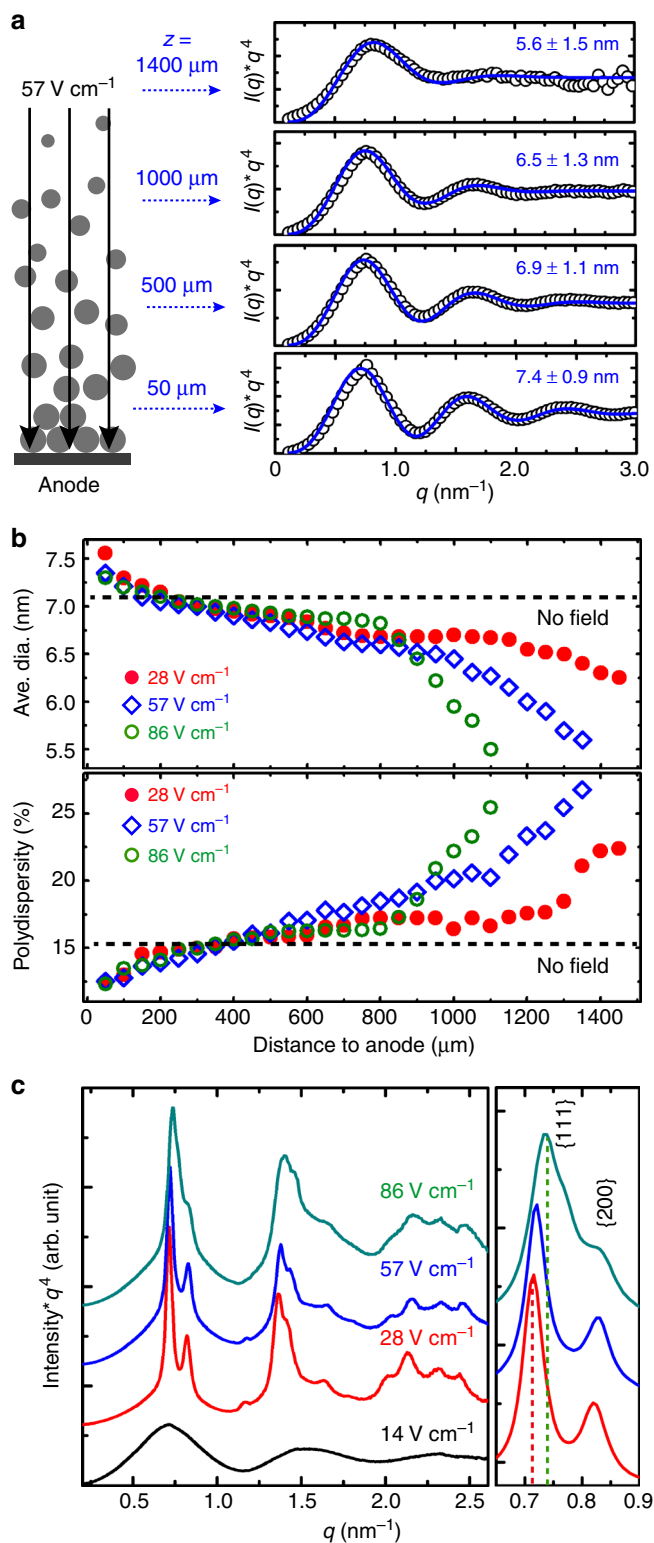 a
z =
1400 μm
57 V cm⁻¹
1000 μm
500 μm
50 μm
Anode
I(q)* q⁴
5.6 ± 1.5 nm
I(q)* q⁴
6.5 ± 1.3 nm
I(q)* q⁴
6.9 ± 1.1 nm
I(q)* q⁴
7.4 ± 0.9 nm
0 1.0 2.0 3.0
q (nm⁻¹)
b
Ave. dia. (nm)
7.5
7.0
6.5
6.0
5.5
No field
28 V cm⁻¹
57 V cm⁻¹
86 V cm⁻¹
Polydispersity (%)
25
20
15
28 V cm⁻¹
57 V cm⁻¹
86 V cm⁻¹
No field
0 200 400 600 800 1000 1200 1400
Distance to anode (μm)
c
Intensity* q⁴ (arb. unit)
86 V cm⁻¹
57 V cm⁻¹
28 V cm⁻¹
14 V cm⁻¹
{111}
{200}
0.5 1.0 1.5 2.0 2.5 0.7 0.8 0.9
q (nm⁻¹)